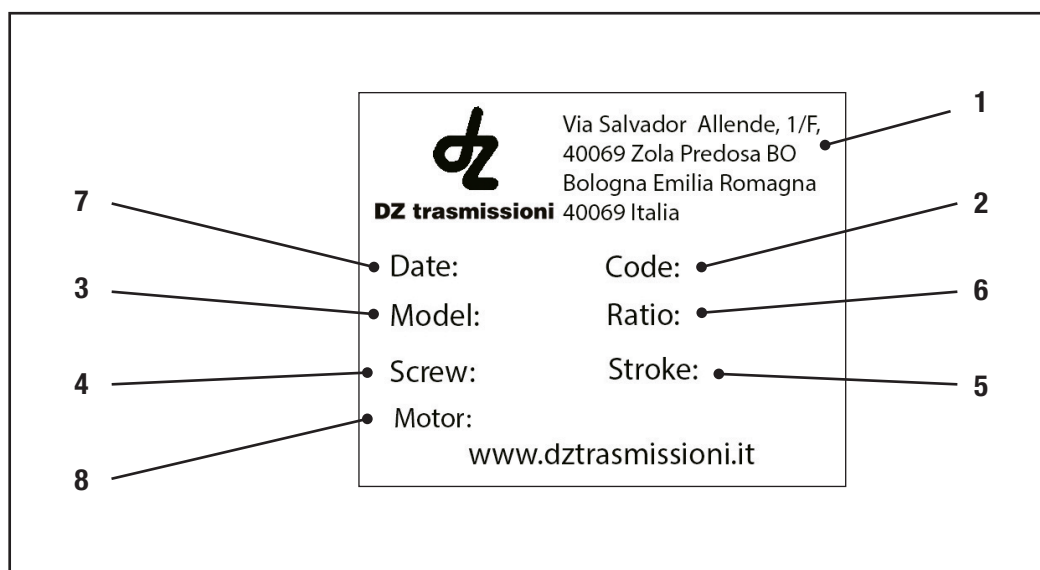 1
Via Salvador Allende, 1/F,
40069 Zola Predosa BO
Bologna Emilia Romagna
40069 Italia
dz
DZ trasmissioni
7
Date:
Code:
2
3
Model:
Ratio:
6
4
Screw:
Stroke:
5
8
Motor:
www.dztrasmissioni.it